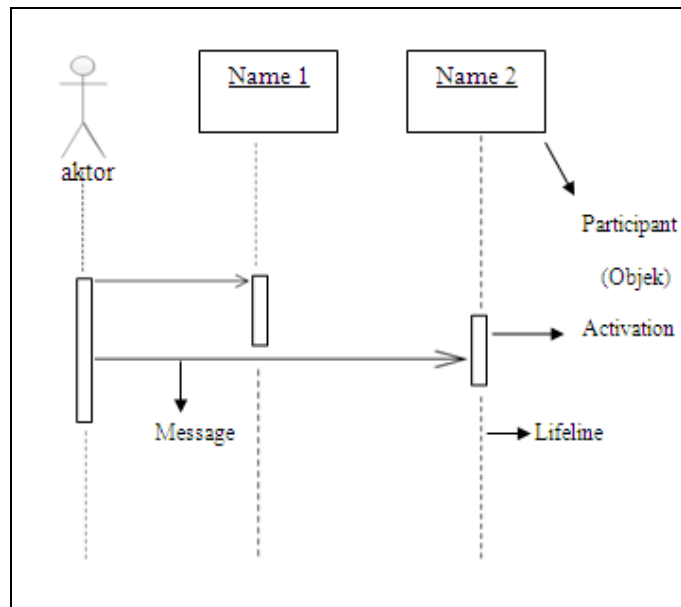 Name 1
Name 2
aktor
Participant
(Objek)
Activation
Message
Lifeline